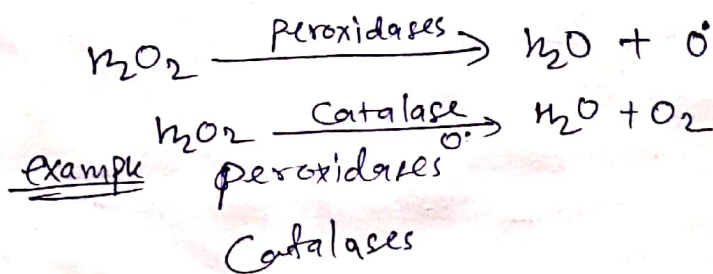 H₂O₂ peroxidases → H₂O + O•
H₂O₂ Catalase O: → H₂O + O₂
example peroxidases
Catalases